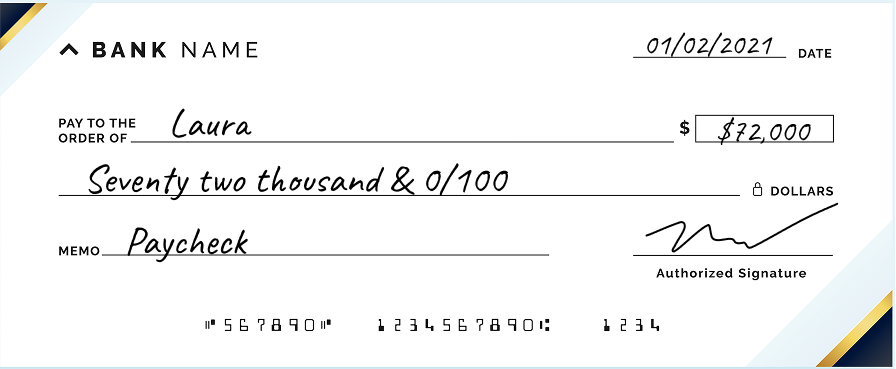 BANK NAME
01/02/2021 DATE
PAY TO THE
ORDER OF Laura $ $72,000
Seventy two thousand & 0/100 DOLLARS
MEMO Paycheck
Authorized Signature
⑈567890⑈ 1234567890⑆ 1234